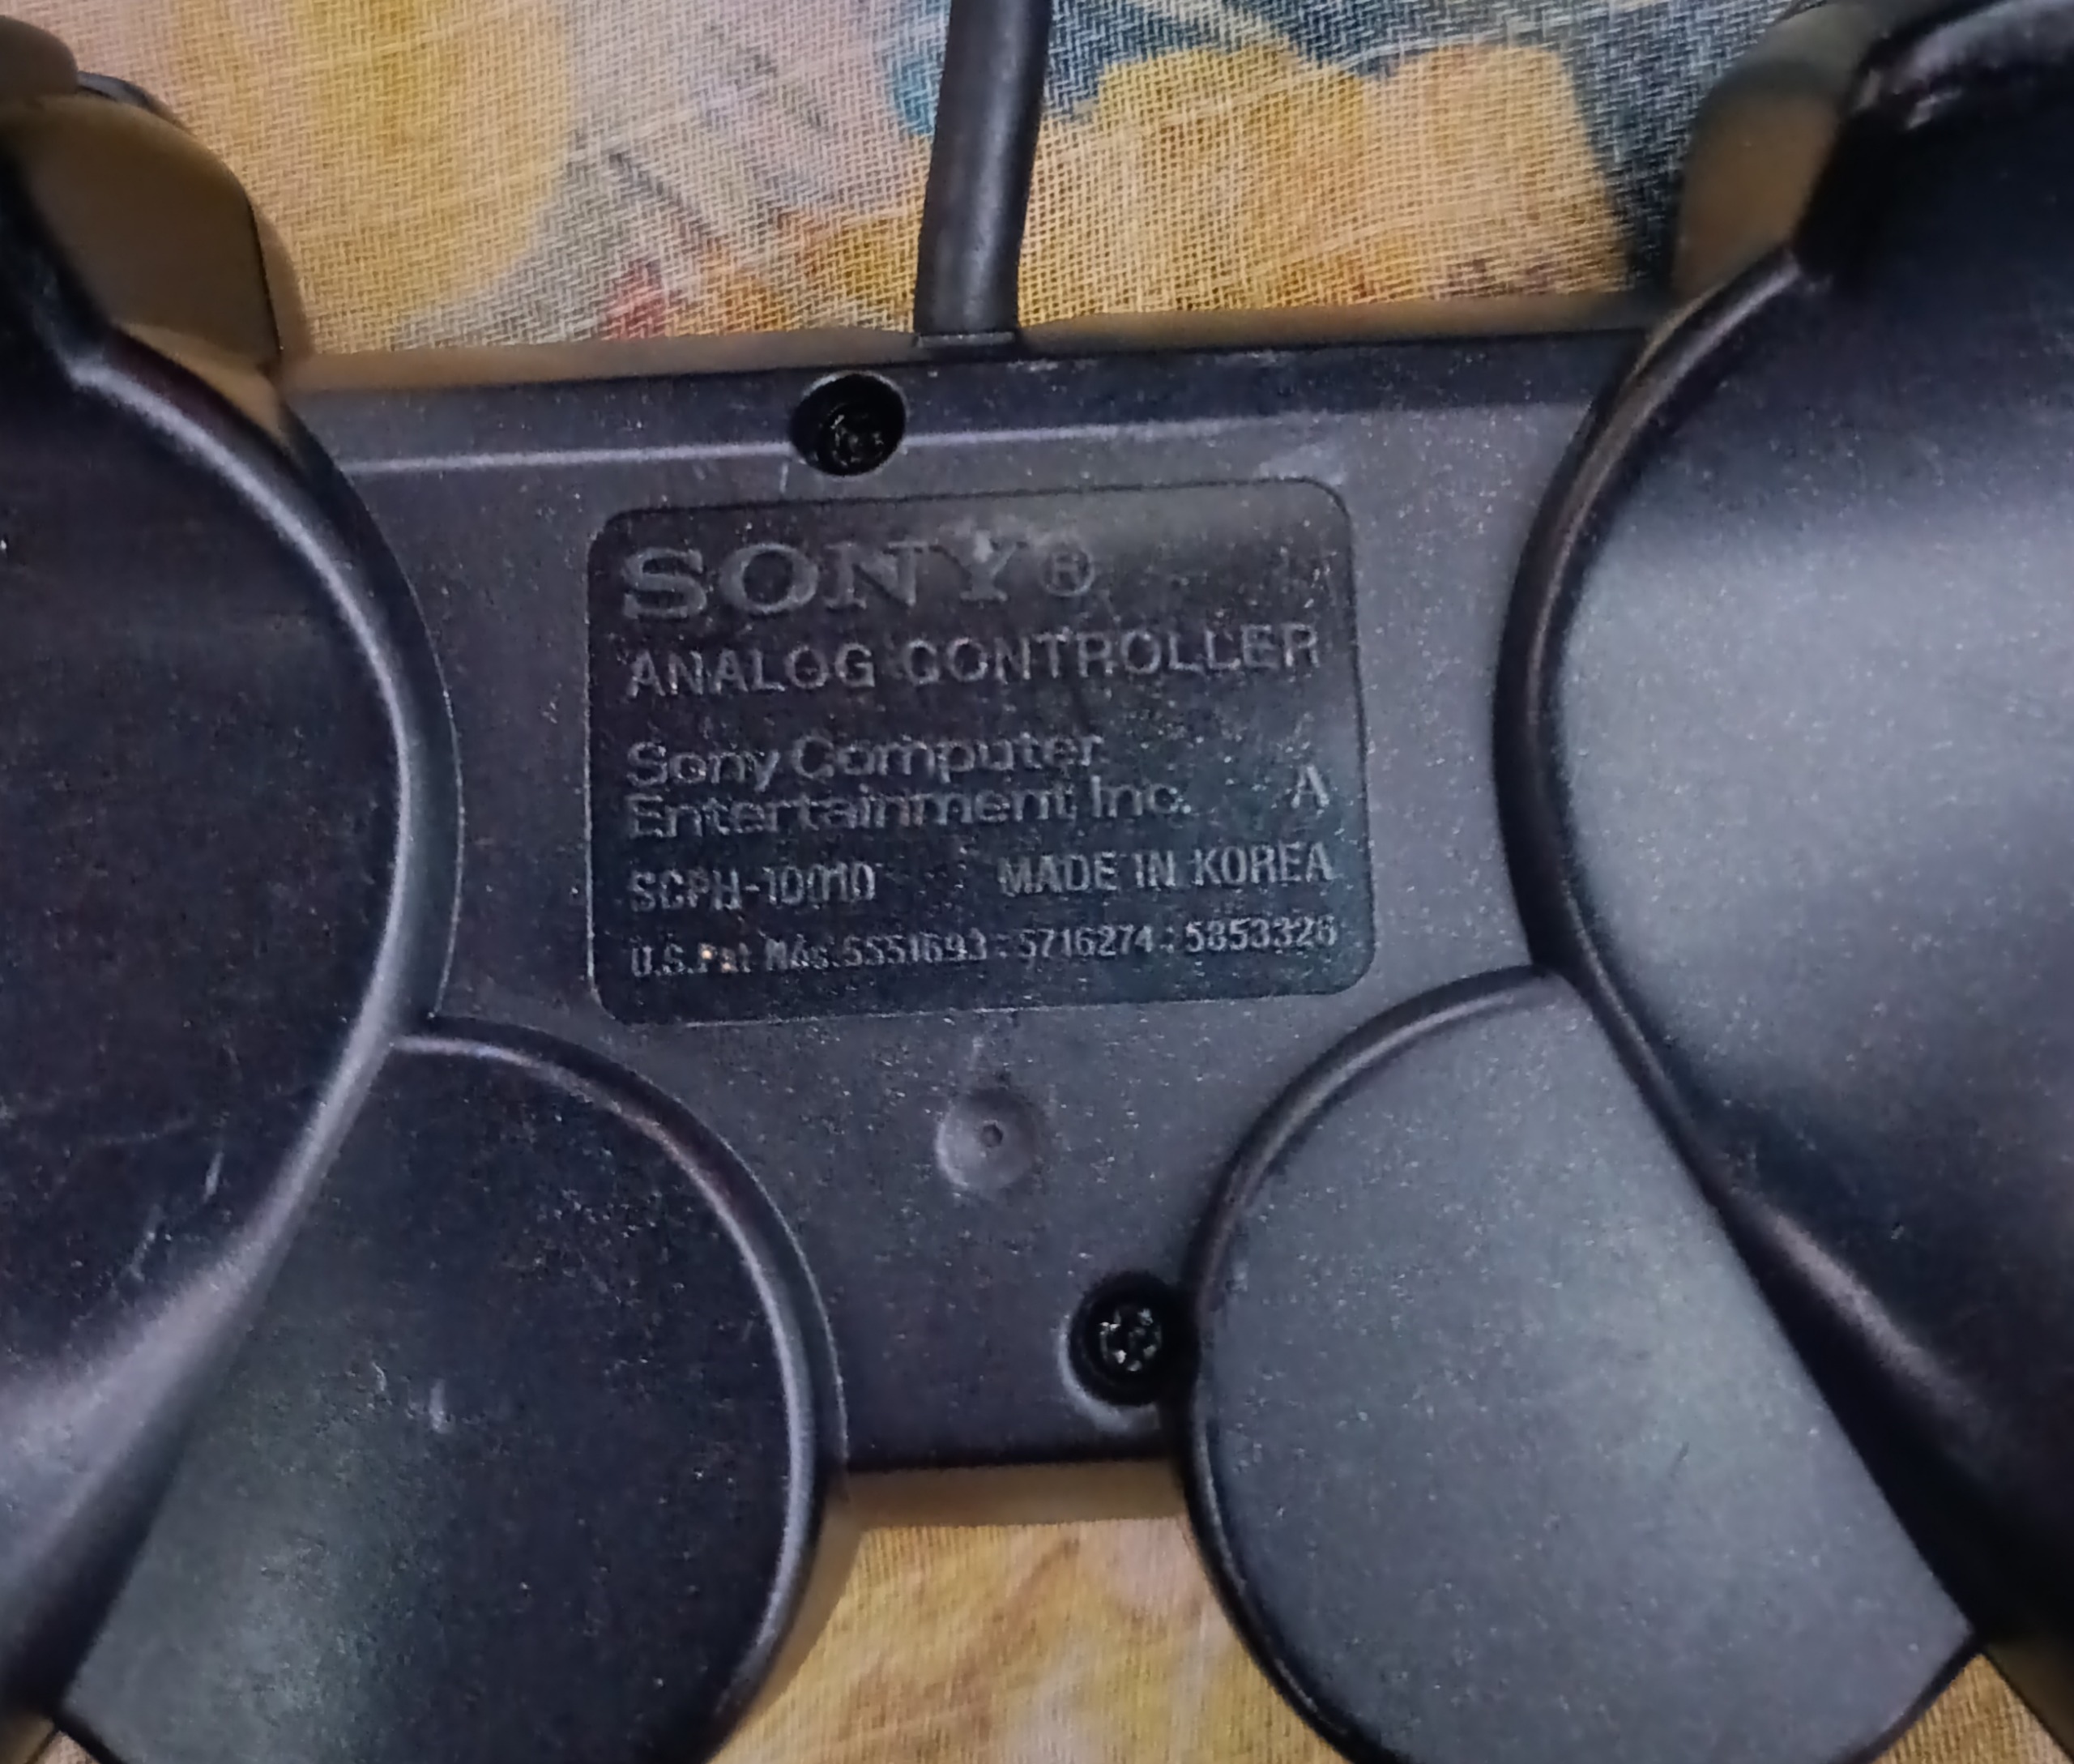 SONY®
ANALOG CONTROLLER
Sony Computer
Entertainment Inc. A
SCPH-10010 MADE IN KOREA
U.S.Pat Nos.5551693 : 5716274 : 5853326